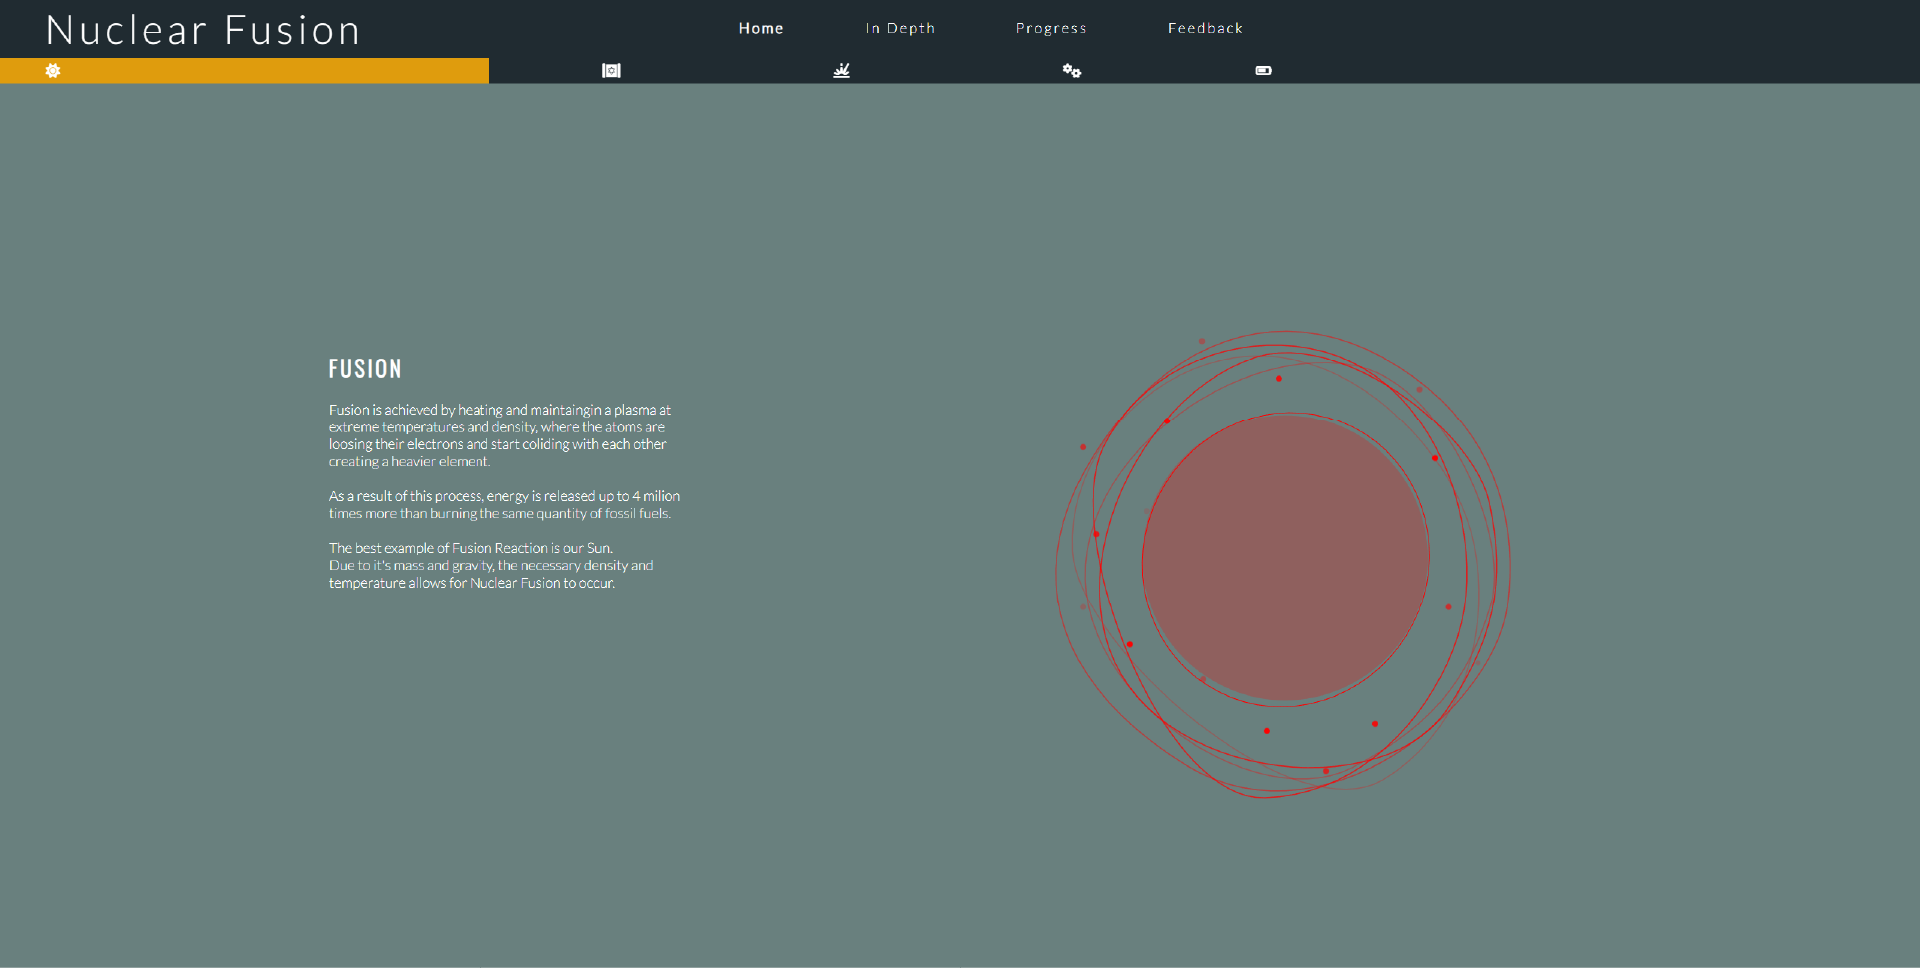 Nuclear Fusion
Home
In Depth
Progress
Feedback
FUSION
Fusion is achieved by heating and maintaingin a plasma at
extreme temperatures and density, where the atoms are
loosing their electrons and start coliding with each other
creating a heavier element.
As a result of this process, energy is released up to 4 milion
times more than burning the same quantity of fossil fuels.
The best example of Fusion Reaction is our Sun.
Due to it's mass and gravity, the necessary density and
temperature allows for Nuclear Fusion to occur.